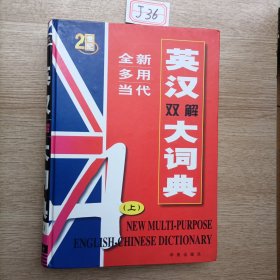 J36
2
全新
多用
当代
英汉
双解
大词典
(上)
NEW MULTI-PURPOSE
ENGLISH-CHINESE DICTIONARY